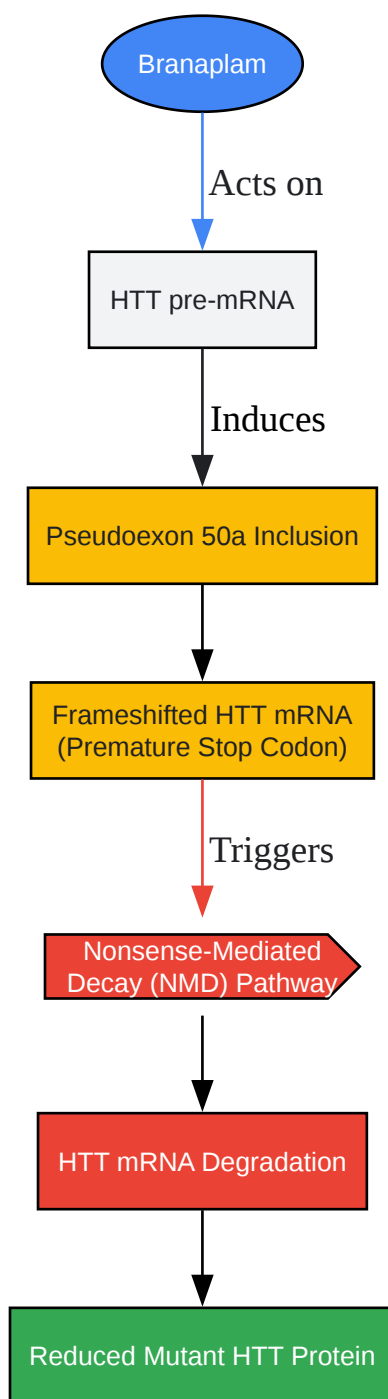 Branaplam
Acts on
HTT pre-mRNA
Induces
Pseudoexon 50a Inclusion
Frameshifted HTT mRNA
(Premature Stop Codon)
Triggers
Nonsense-Mediated
Decay (NMD) Pathway
HTT mRNA Degradation
Reduced Mutant HTT Protein